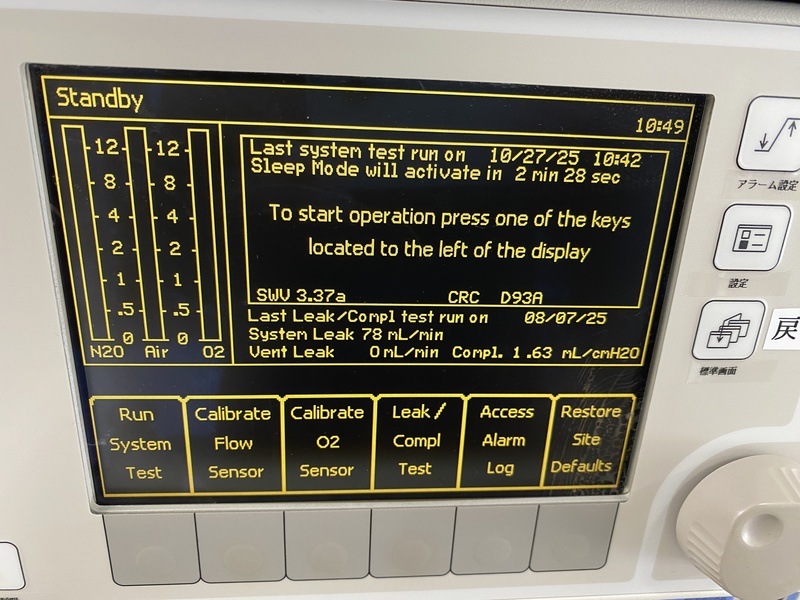 Standby
10:49
12 12
8 8
4 4
2 2
1 1
.5 .5
0 0
N2O Air O2
Last system test run on 10/27/25 10:42
Sleep Mode will activate in 2 min 28 sec
To start operation press one of the keys
located to the left of the display
SWV 3.37a CRC D93A
Last Leak/Compl test run on 08/07/25
System Leak 78 mL/min
Vent Leak 0 mL/min Compl. 1.63 mL/cmH2O
Run System Test
Calibrate Flow Sensor
Calibrate O2 Sensor
Leak/ Compl Test
Access Alarm Log
Restore Site Defaults
アラーム設定
設定
標準画面
戻